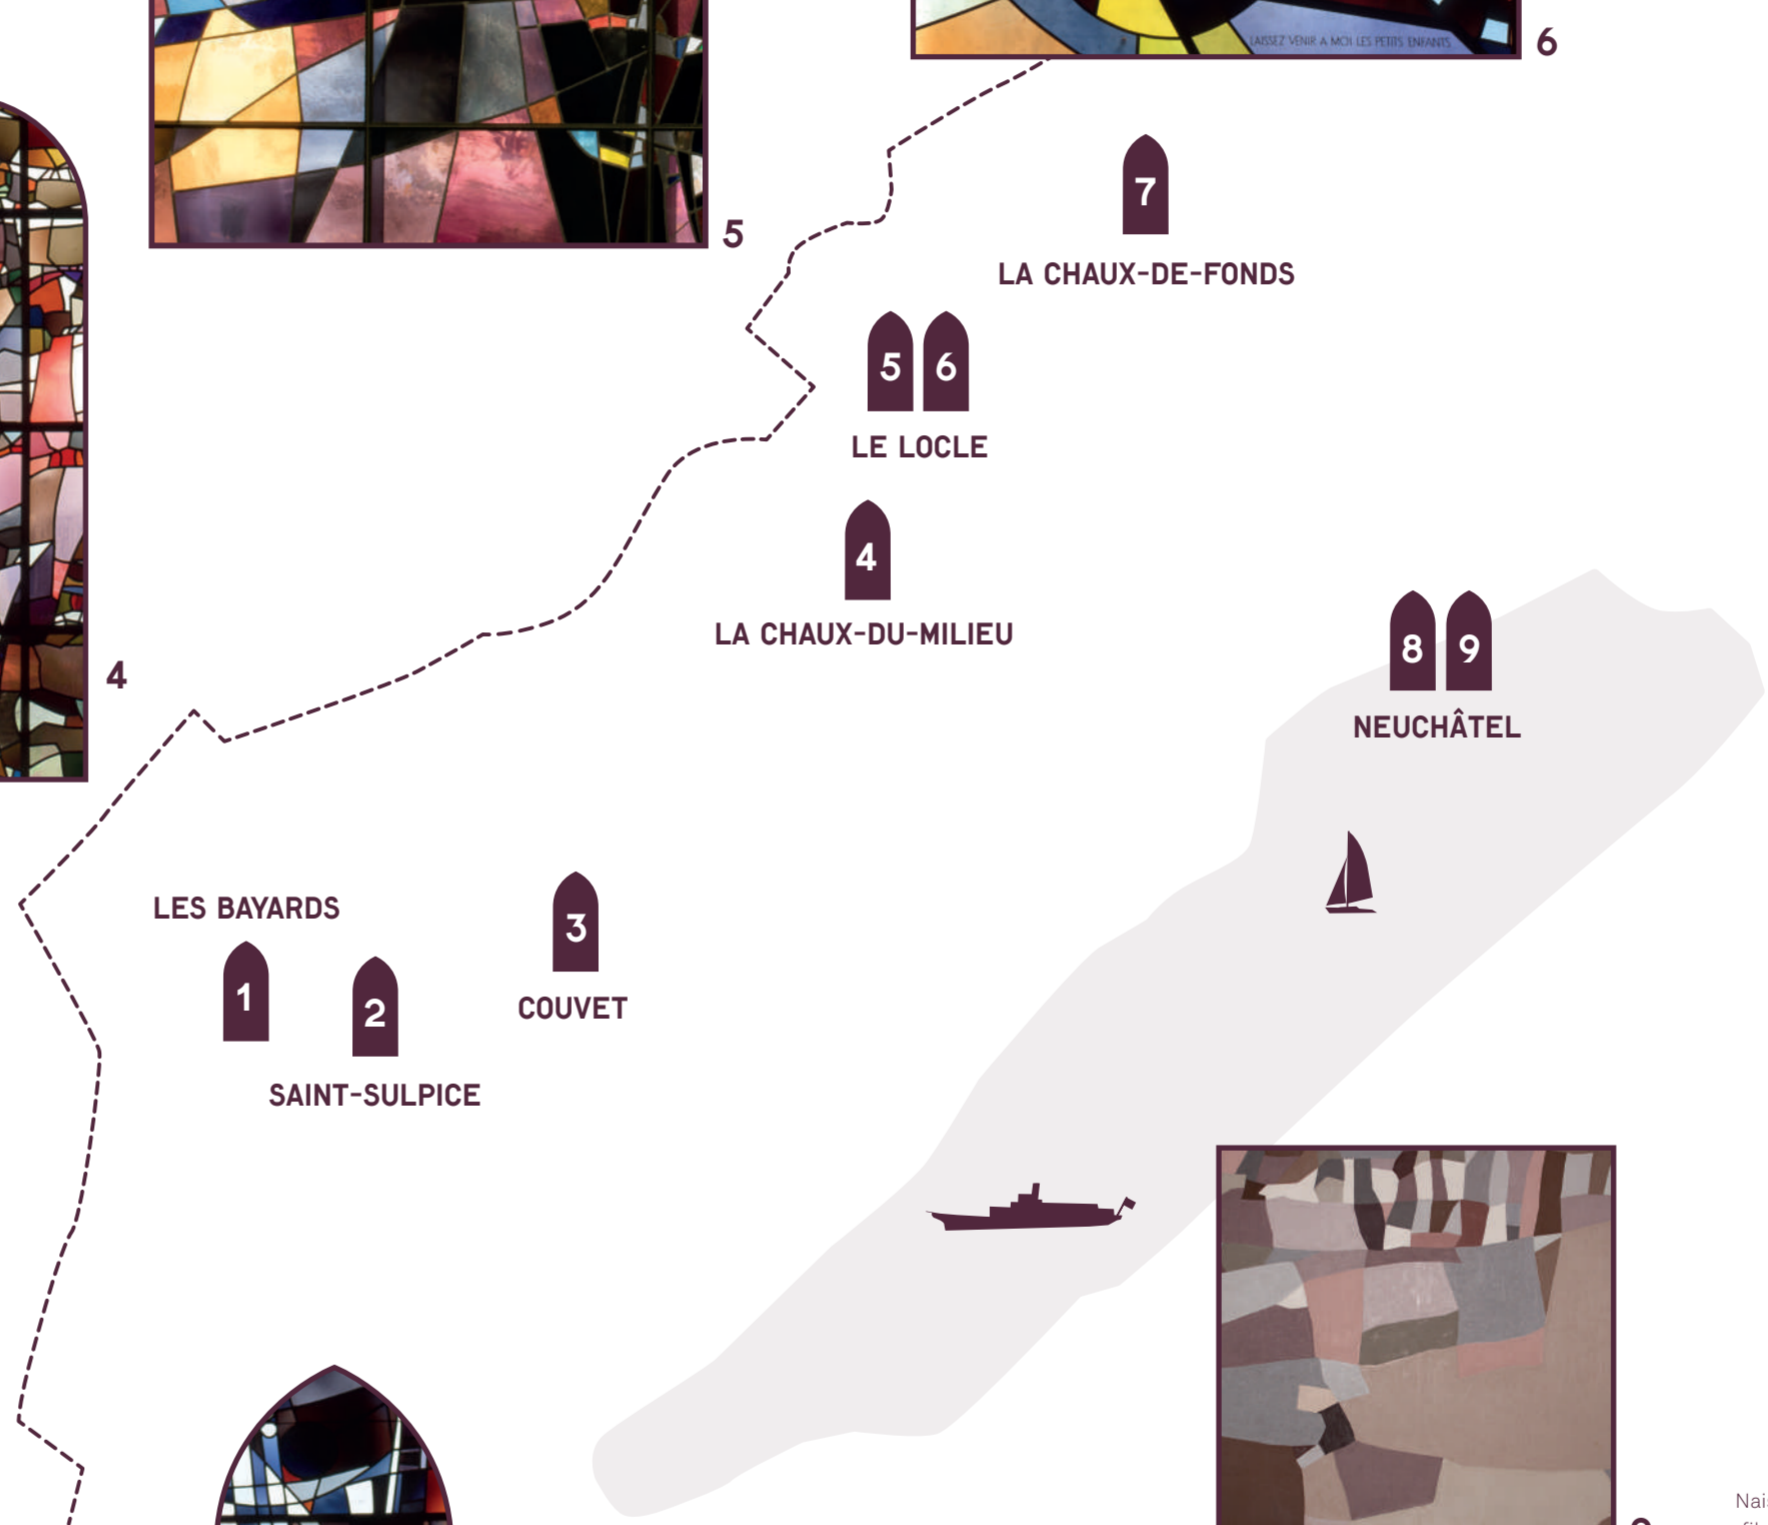 LAISSEZ VENIR A MOI LES PETITS ENFANTS
6
5
7
LA CHAUX-DE-FONDS
5 6
LE LOCLE
4
LA CHAUX-DU-MILIEU
8 9
NEUCHÂTEL
4
LES BAYARDS
1
2
SAINT-SULPICE
3
COUVET